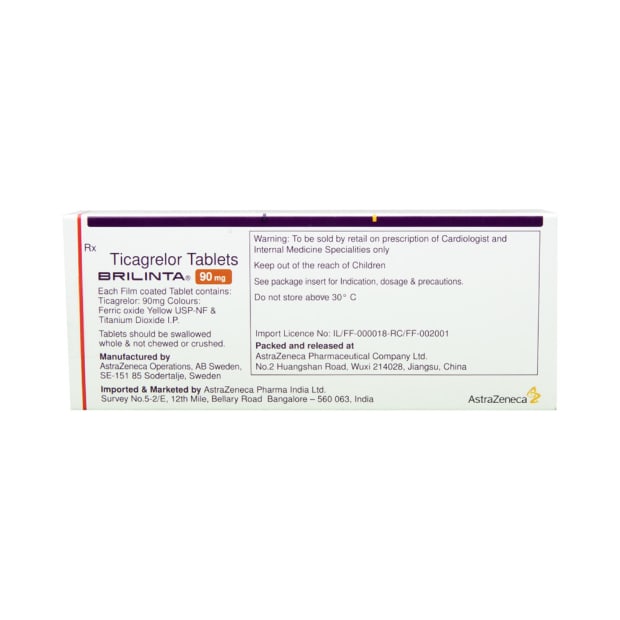 Rx
Ticagrelor Tablets
BRILINTA® 90 mg
Each Film coated Tablet contains:
Ticagrelor: 90mg Colours:
Ferric oxide Yellow USP-NF &
Titanium Dioxide I.P.
Tablets should be swallowed
whole & not chewed or crushed.
Manufactured by
AstraZeneca Operations, AB Sweden,
SE-151 85 Sodertalje, Sweden
Warning: To be sold by retail on prescription of Cardiologist and
Internal Medicine Specialities only
Keep out of the reach of Children
See package insert for Indication, dosage & precautions.
Do not store above 30° C
Import Licence No: IL/FF-000018-RC/FF-002001
Packed and released at
AstraZeneca Pharmaceutical Company Ltd.
No.2 Huangshan Road, Wuxi 214028, Jiangsu, China
Imported & Marketed by AstraZeneca Pharma India Ltd.
Survey No.5-2/E, 12th Mile, Bellary Road Bangalore – 560 063, India
AstraZeneca